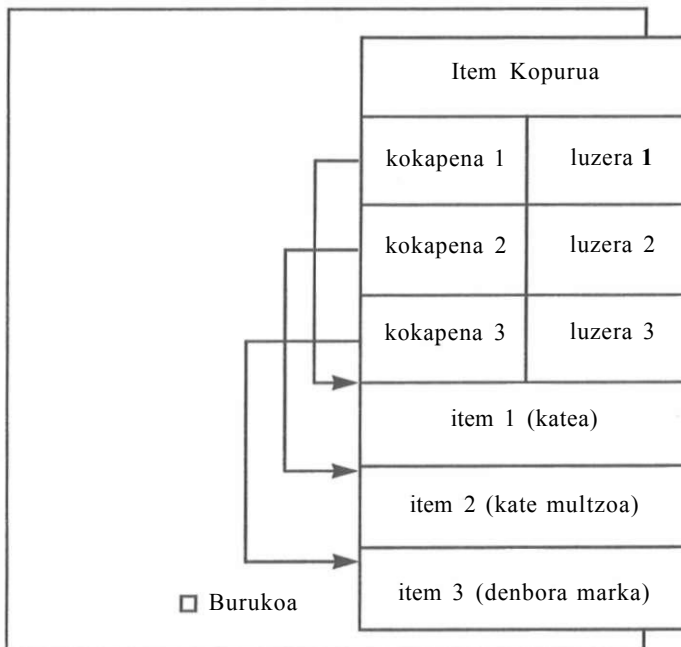 Item Kopurua
kokapena 1 luzera 1
kokapena 2 luzera 2
kokapena 3 luzera 3
item 1 (katea)
item 2 (kate multzoa)
item 3 (denbora marka)
Burukoa